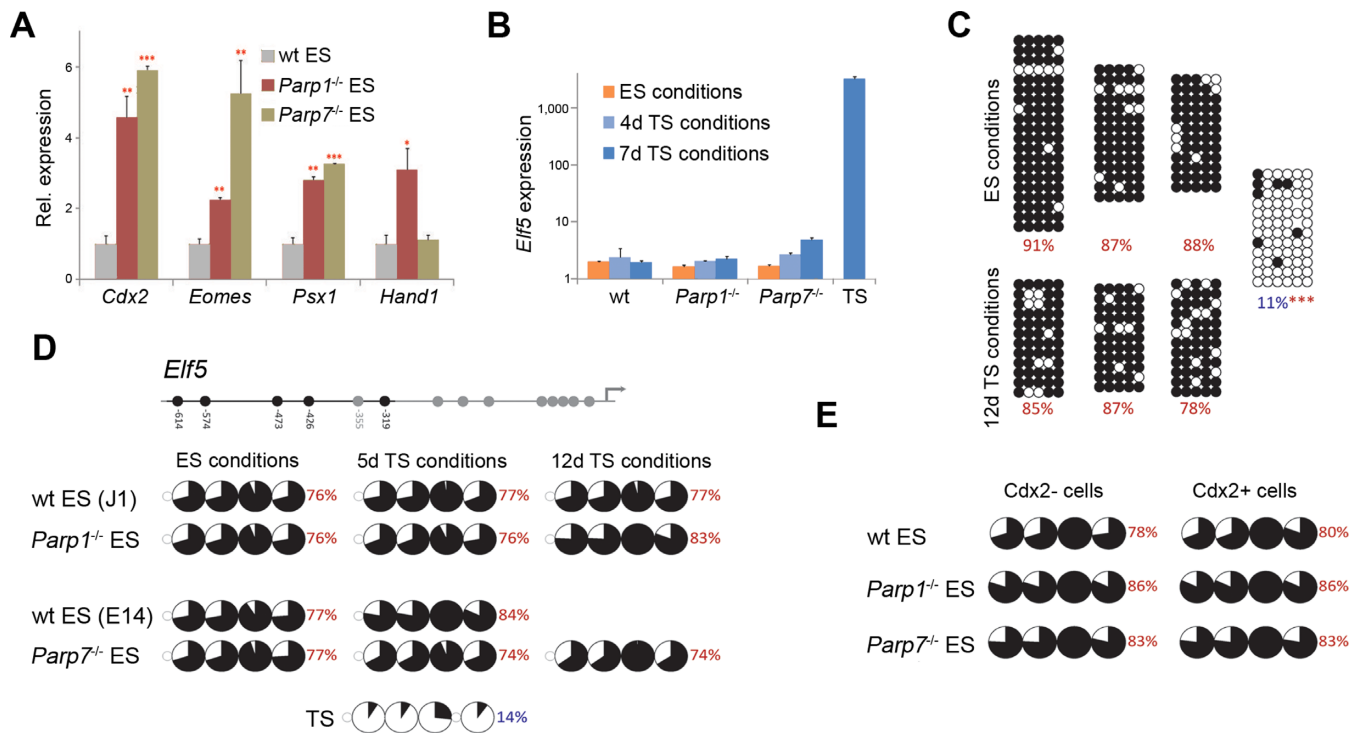 A
Rel. expression
6
4
2
0
wt ES
Parp1-/- ES
Parp7-/- ES
** *** ** ** ** *** *
Cdx2 Eomes Psx1 Hand1
B
Elf5 expression
1,000
100
10
1
ES conditions
4d TS conditions
7d TS conditions
wt Parp1-/- Parp7-/- TS
C
ES conditions
91% 87% 88%
11%***
12d TS conditions
85% 87% 78%
D
Elf5
-614 -574 -473 -426 -355 -319
ES conditions 5d TS conditions 12d TS conditions
wt ES (J1) 76% 77% 77%
Parp1-/- ES 76% 76% 83%
wt ES (E14) 77% 84%
Parp7-/- ES 77% 74% 74%
TS 14%
E
Cdx2- cells Cdx2+ cells
wt ES 78% 80%
Parp1-/- ES 86% 86%
Parp7-/- ES 83% 83%